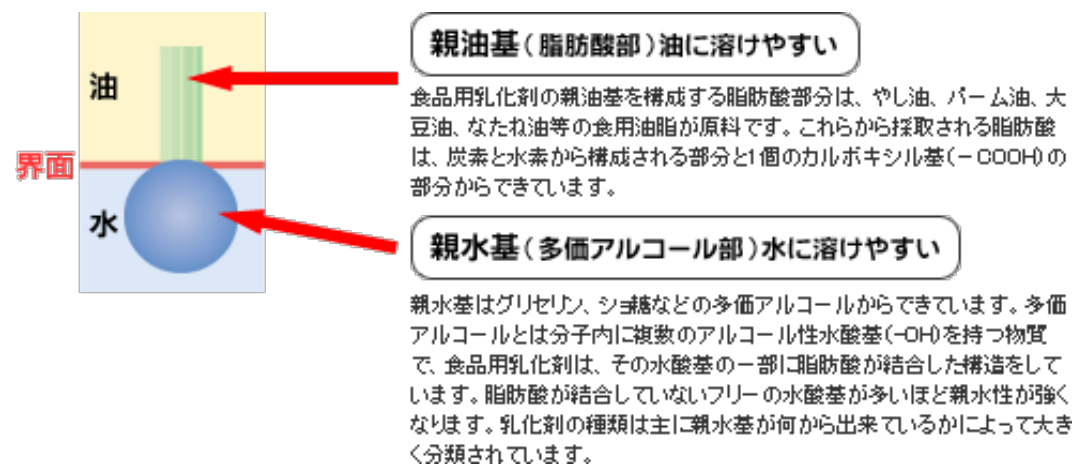 親油基(脂肪酸部)油に溶けやすい
油
食品用乳化剤の親油基を構成する脂肪酸部分は、やし油、パーム油、大
豆油、なたね油等の食用油脂が原料です。これらから採取される脂肪酸
は、炭素と水素から構成される部分と1個のカルボキシル基(-COOH)の
部分からできています。
界面
水
親水基(多価アルコール部)水に溶けやすい
親水基はグリセリン、ショ糖などの多価アルコールからできています。多価
アルコールとは分子内に複数のアルコール性水酸基(-OH)を持つ物質
で、食品用乳化剤は、その水酸基の一部に脂肪酸が結合した構造をして
います。脂肪酸が結合していないフリーの水酸基が多いほど親水性が強く
なります。乳化剤の種類は主に親水基が何から出来ているかによって大き
く分類されています。